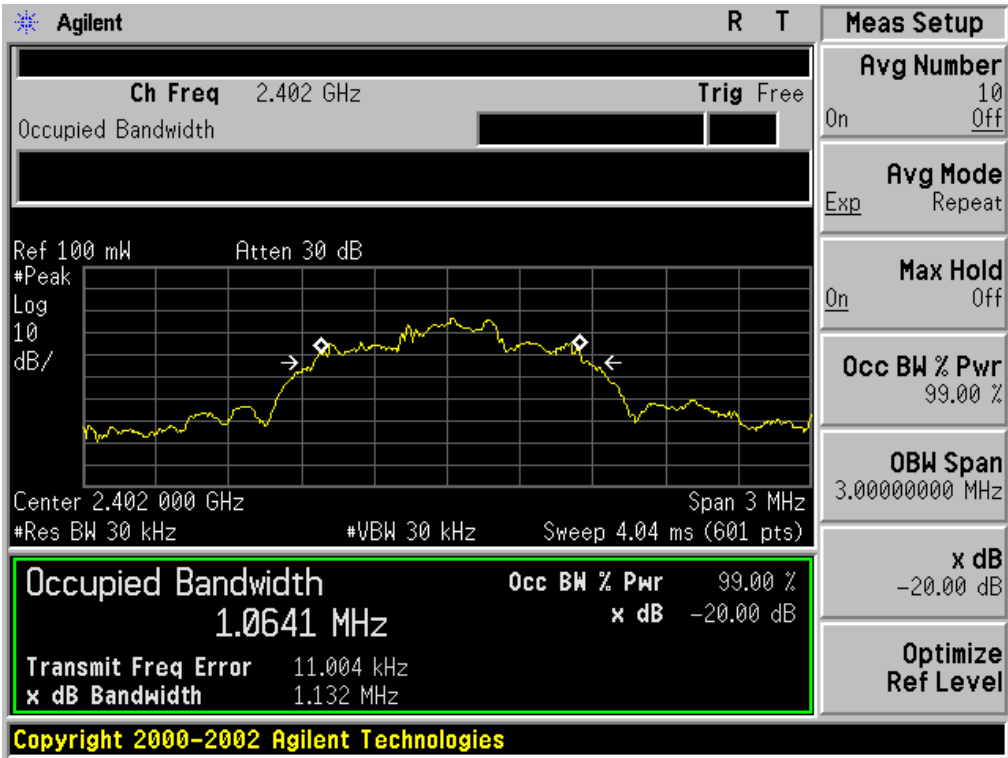 Agilent R T
Meas Setup
Ch Freq 2.402 GHz Trig Free
Occupied Bandwidth
Ref 100 mW Atten 30 dB
#Peak
Log
10
dB/
Center 2.402 000 GHz Span 3 MHz
#Res BW 30 kHz #VBW 30 kHz Sweep 4.04 ms (601 pts)
Occupied Bandwidth
1.0641 MHz
Occ BW % Pwr 99.00 %
x dB -20.00 dB
Transmit Freq Error 11.004 kHz
x dB Bandwidth 1.132 MHz
Avg Number
10
On Off
Avg Mode
Exp Repeat
Max Hold
On Off
Occ BW % Pwr
99.00 %
OBW Span
3.00000000 MHz
x dB
-20.00 dB
Optimize
Ref Level
Copyright 2000-2002 Agilent Technologies